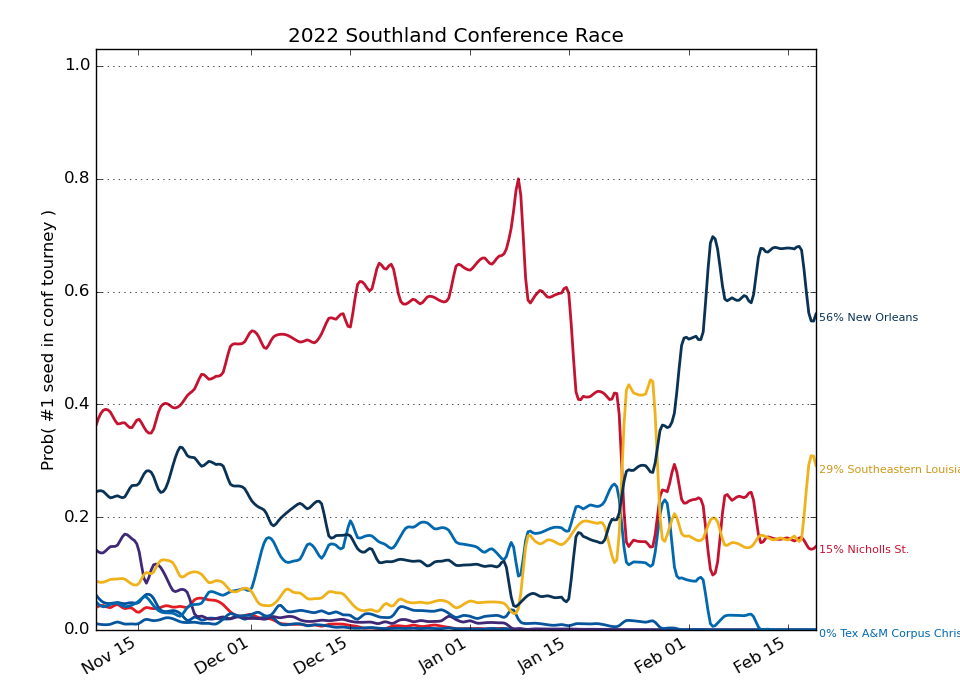 2022 Southland Conference Race
Prob( #1 seed in conf tourney )
1.0
0.8
0.6
0.4
0.2
0.0
56% New Orleans
29% Southeastern Louisia
15% Nicholls St.
0% Tex A&M Corpus Chris
Nov 15
Dec 01
Dec 15
Jan 01
Jan 15
Feb 01
Feb 15